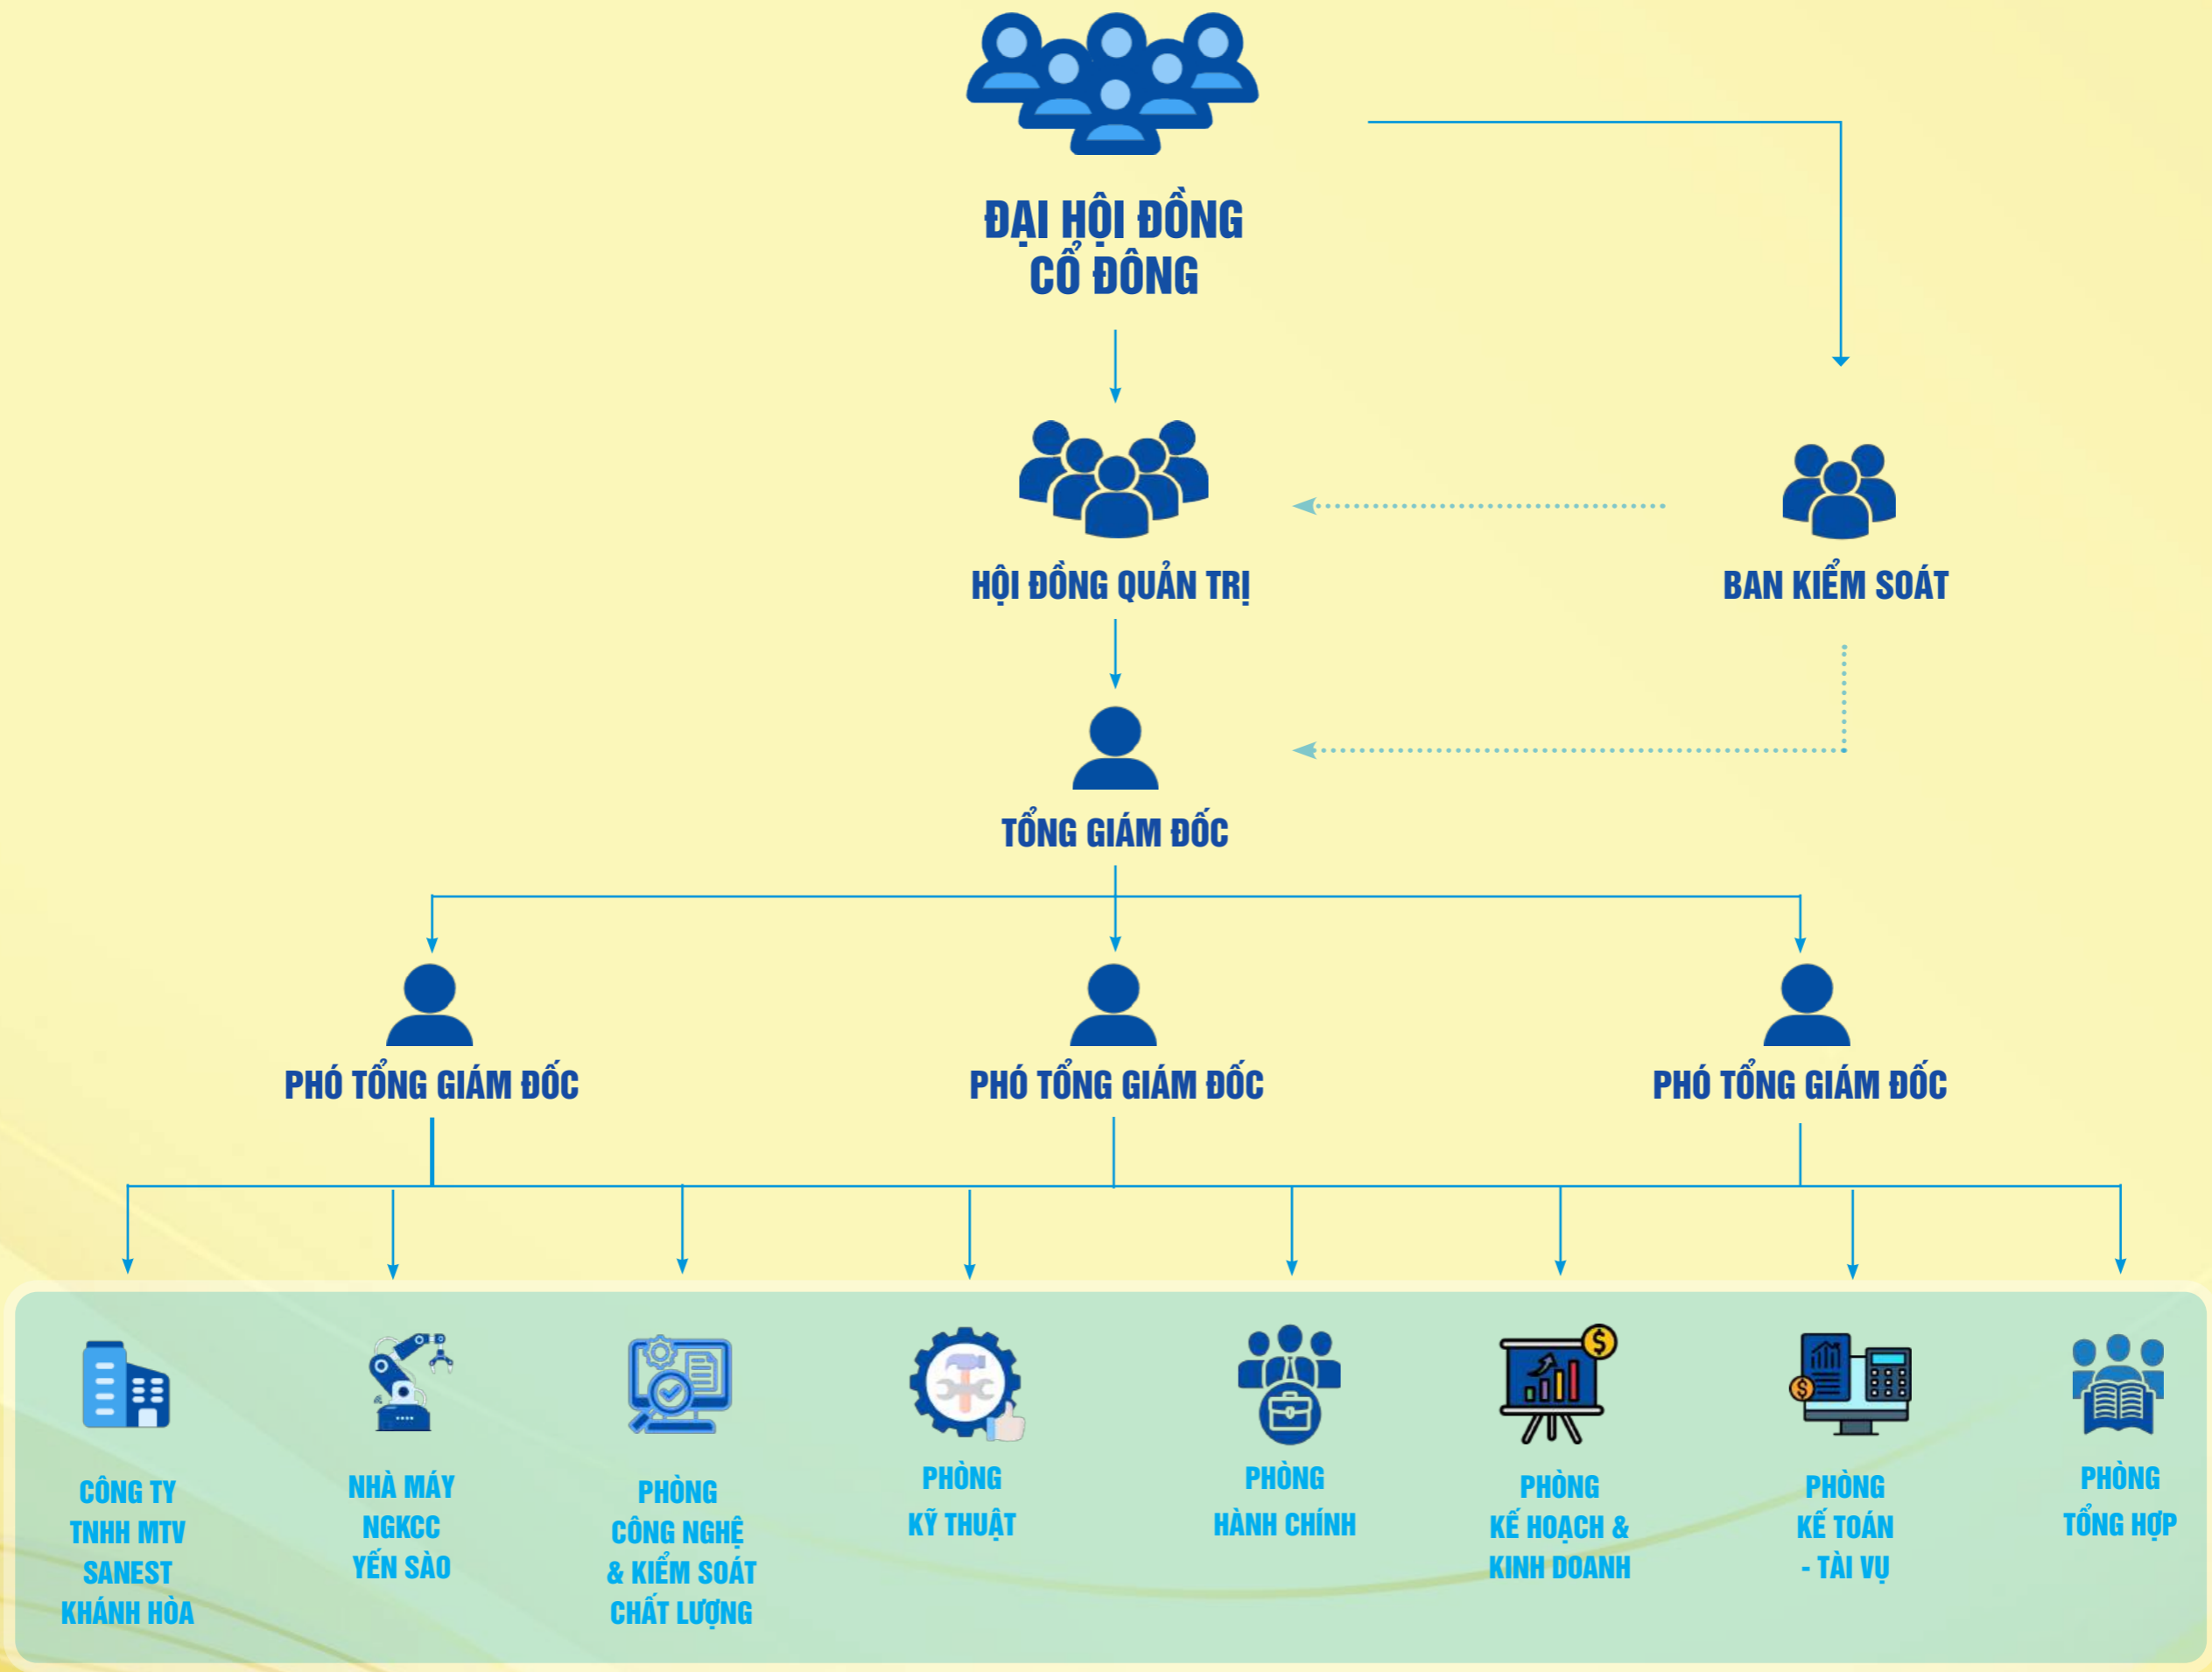 ĐẠI HỘI ĐỒNG
CỔ ĐÔNG
HỘI ĐỒNG QUẢN TRỊ
BAN KIỂM SOÁT
TỔNG GIÁM ĐỐC
PHÓ TỔNG GIÁM ĐỐC
PHÓ TỔNG GIÁM ĐỐC
PHÓ TỔNG GIÁM ĐỐC
CÔNG TY
TNHH MTV
SANEST
KHÁNH HÒA
NHÀ MÁY
NGKCC
YẾN SÀO
PHÒNG
CÔNG NGHỆ
& KIỂM SOÁT
CHẤT LƯỢNG
PHÒNG
KỸ THUẬT
PHÒNG
HÀNH CHÍNH
PHÒNG
KẾ HOẠCH &
KINH DOANH
PHÒNG
KẾ TOÁN
- TÀI VỤ
PHÒNG
TỔNG HỢP